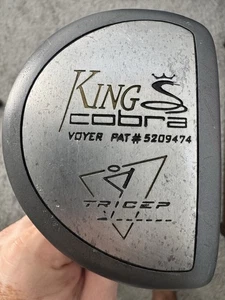 KING
cobra
VOYER PAT#5209474
TRICEP